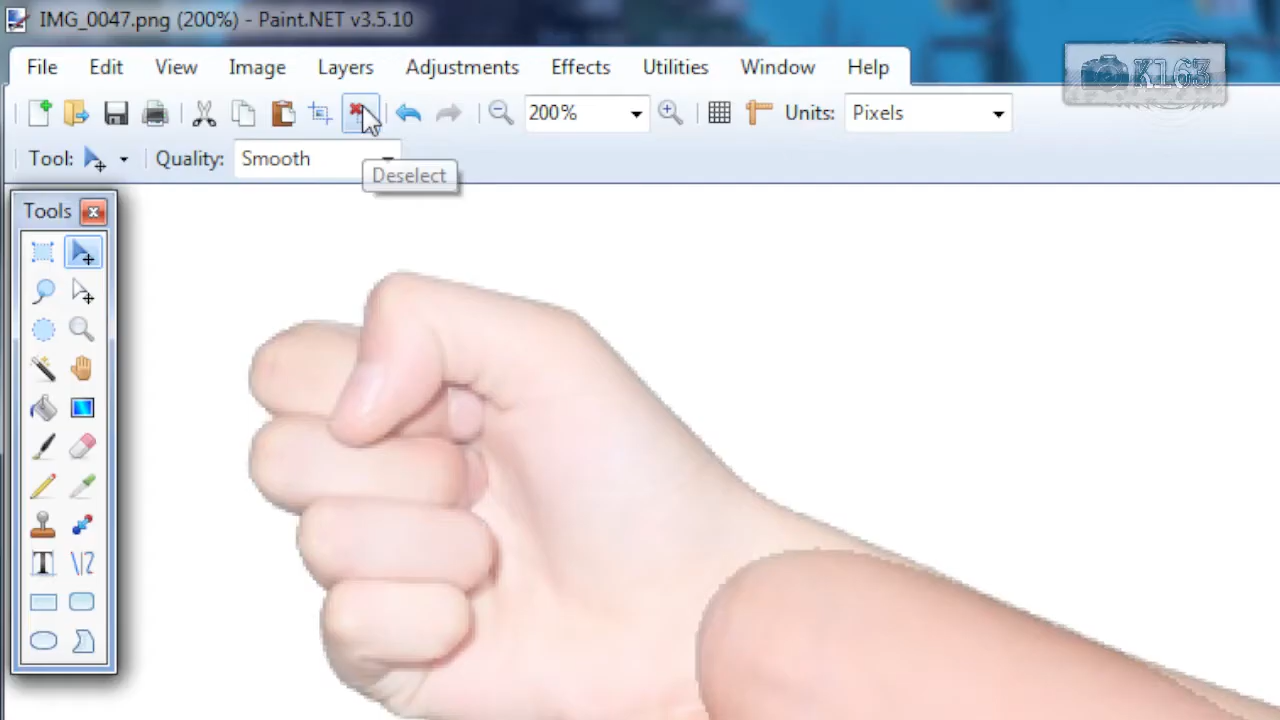 IMG_0047.png (200%) - Paint.NET v3.5.10
File Edit View Image Layers Adjustments Effects Utilities Window Help
K163
200% Units: Pixels
Tool: Quality: Smooth
Deselect
Tools